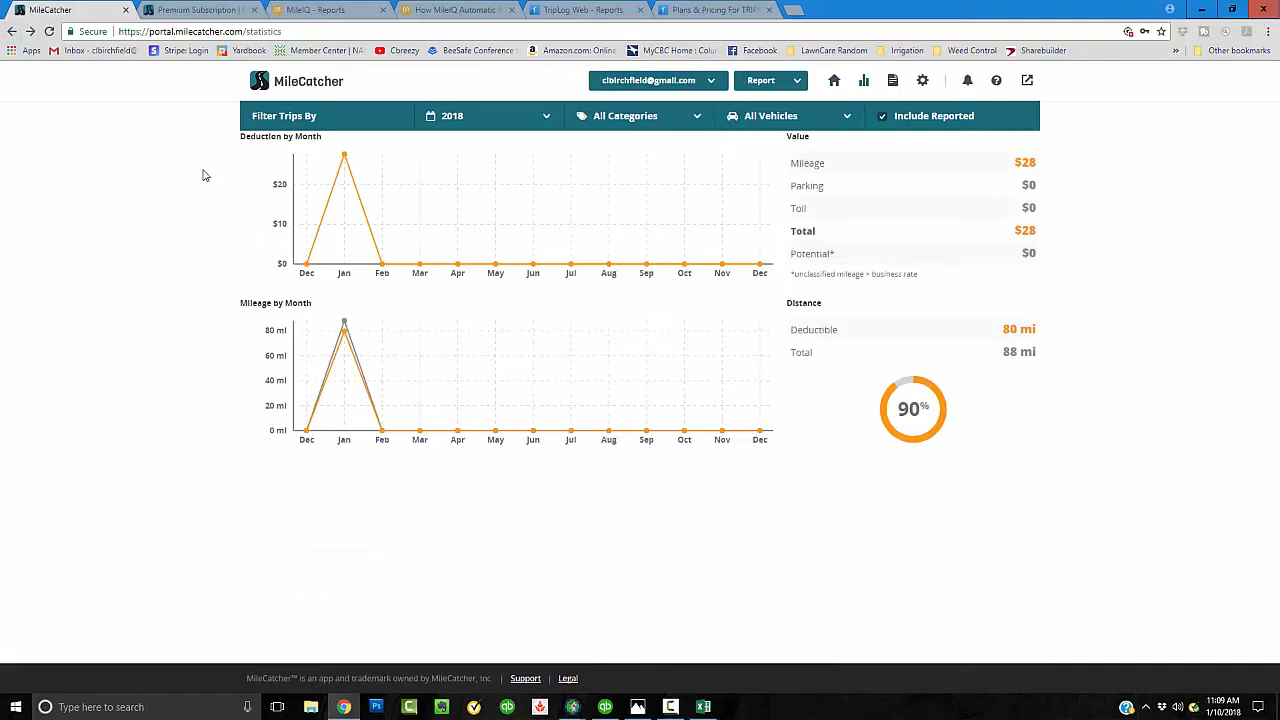 MileCatcher
Premium Subscription |
MileIQ - Reports
How MileIQ Automatic
TripLog Web - Reports
Plans & Pricing For TRIP
Secure
https://portal.milecatcher.com/statistics
Apps
Inbox - clbirchfield@
Stripe: Login
Yardbook
Member Center | NA
Cbreezy
BeeSafe Conference
Amazon.com: Online
MyCBC Home : Colum
Facebook
LawnCare Random
Irrigation
Weed Control
Sharebuilder
»
Other bookmarks
MileCatcher
clbirchfield@gmail.com
Report
Filter Trips By
2018
All Categories
All Vehicles
Include Reported
Deduction by Month
$20
$10
$0
Dec Jan Feb Mar Apr May Jun Jul Aug Sep Oct Nov Dec
Value
Mileage $28
Parking $0
Toll $0
Total $28
Potential* $0
*unclassified mileage × business rate
Mileage by Month
80 mi
60 mi
40 mi
20 mi
0 mi
Dec Jan Feb Mar Apr May Jun Jul Aug Sep Oct Nov Dec
Distance
Deductible 80 mi
Total 88 mi
90%
MileCatcher™ is an app and trademark owned by MileCatcher, Inc. | Support | Legal
Type here to search
11:09 AM
1/10/2018